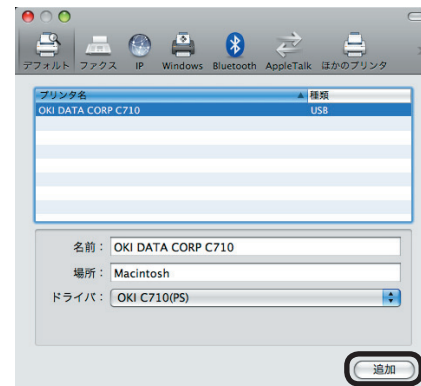 デフォルト ファクス IP Windows Bluetooth AppleTalk ほかのプリンタ
プリンタ名 種類
OKI DATA CORP C710 USB
名前： OKI DATA CORP C710
場所： Macintosh
ドライバ： OKI C710(PS)
追加